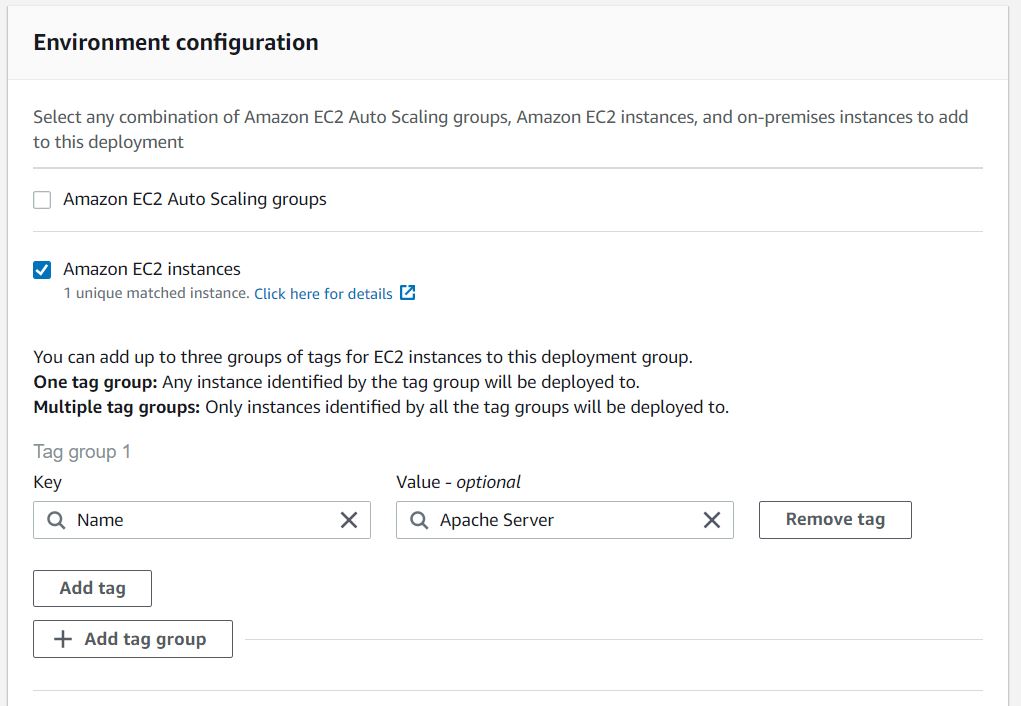 Environment configuration
Select any combination of Amazon EC2 Auto Scaling groups, Amazon EC2 instances, and on-premises instances to add
to this deployment
Amazon EC2 Auto Scaling groups
Amazon EC2 instances
1 unique matched instance. Click here for details
You can add up to three groups of tags for EC2 instances to this deployment group.
One tag group: Any instance identified by the tag group will be deployed to.
Multiple tag groups: Only instances identified by all the tag groups will be deployed to.
Tag group 1
Key
Value - optional
Name
Apache Server
Remove tag
Add tag
Add tag group